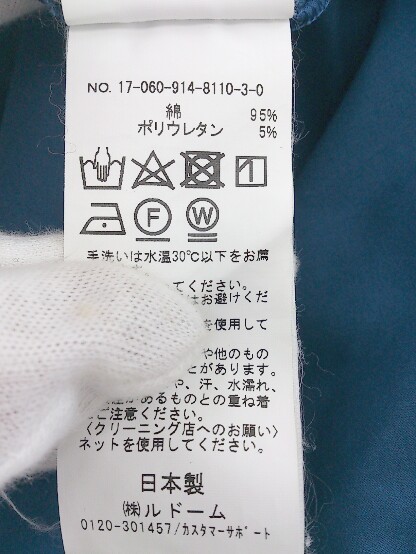 NO. 17-060-914-8110-3-0
綿 95%
ポリウレタン 5%
F
W
手洗いは水温30℃以下をお薦
てください。
はお避けくだ
を使用して
や他のもの
とがあります。
や、汗、水濡れ、
があるものとの重ね着
ご注意ください。
〈クリーニング店へのお願い〉
ネットを使用してください。
日本製
㈱ルドーム
0120-301457/カスタマーサポート